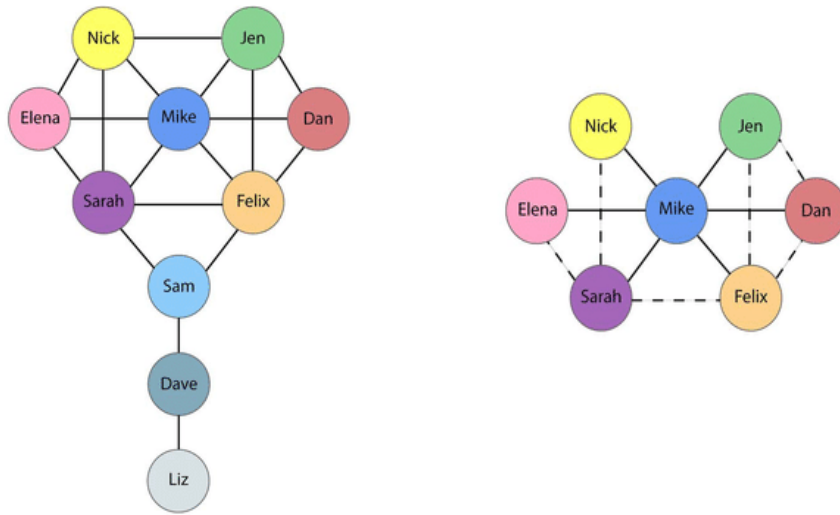 Nick
Jen
Elena
Mike
Dan
Sarah
Felix
Sam
Dave
Liz
Nick
Jen
Elena
Mike
Dan
Sarah
Felix